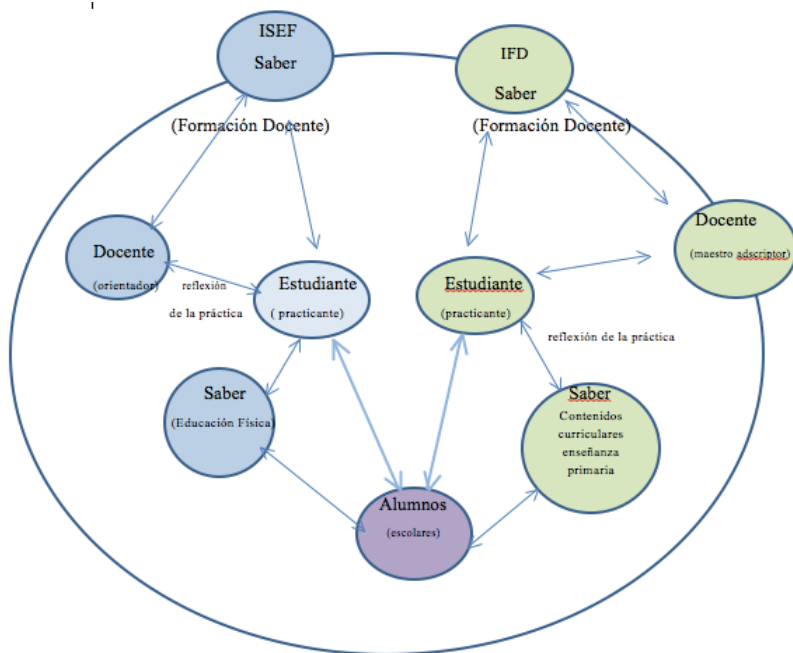 ISEF
Saber
(Formación Docente)
IFD
Saber
(Formación Docente)
Docente
(orientador)
reflexión
de la práctica
Estudiante
( practicante)
Estudiante
(practicante)
Docente
(maestro adscriptor)
reflexión de la práctica
Saber
(Educación Física)
Saber
Contenidos
curriculares
enseñanza
primaria
Alumnos
(escolares)